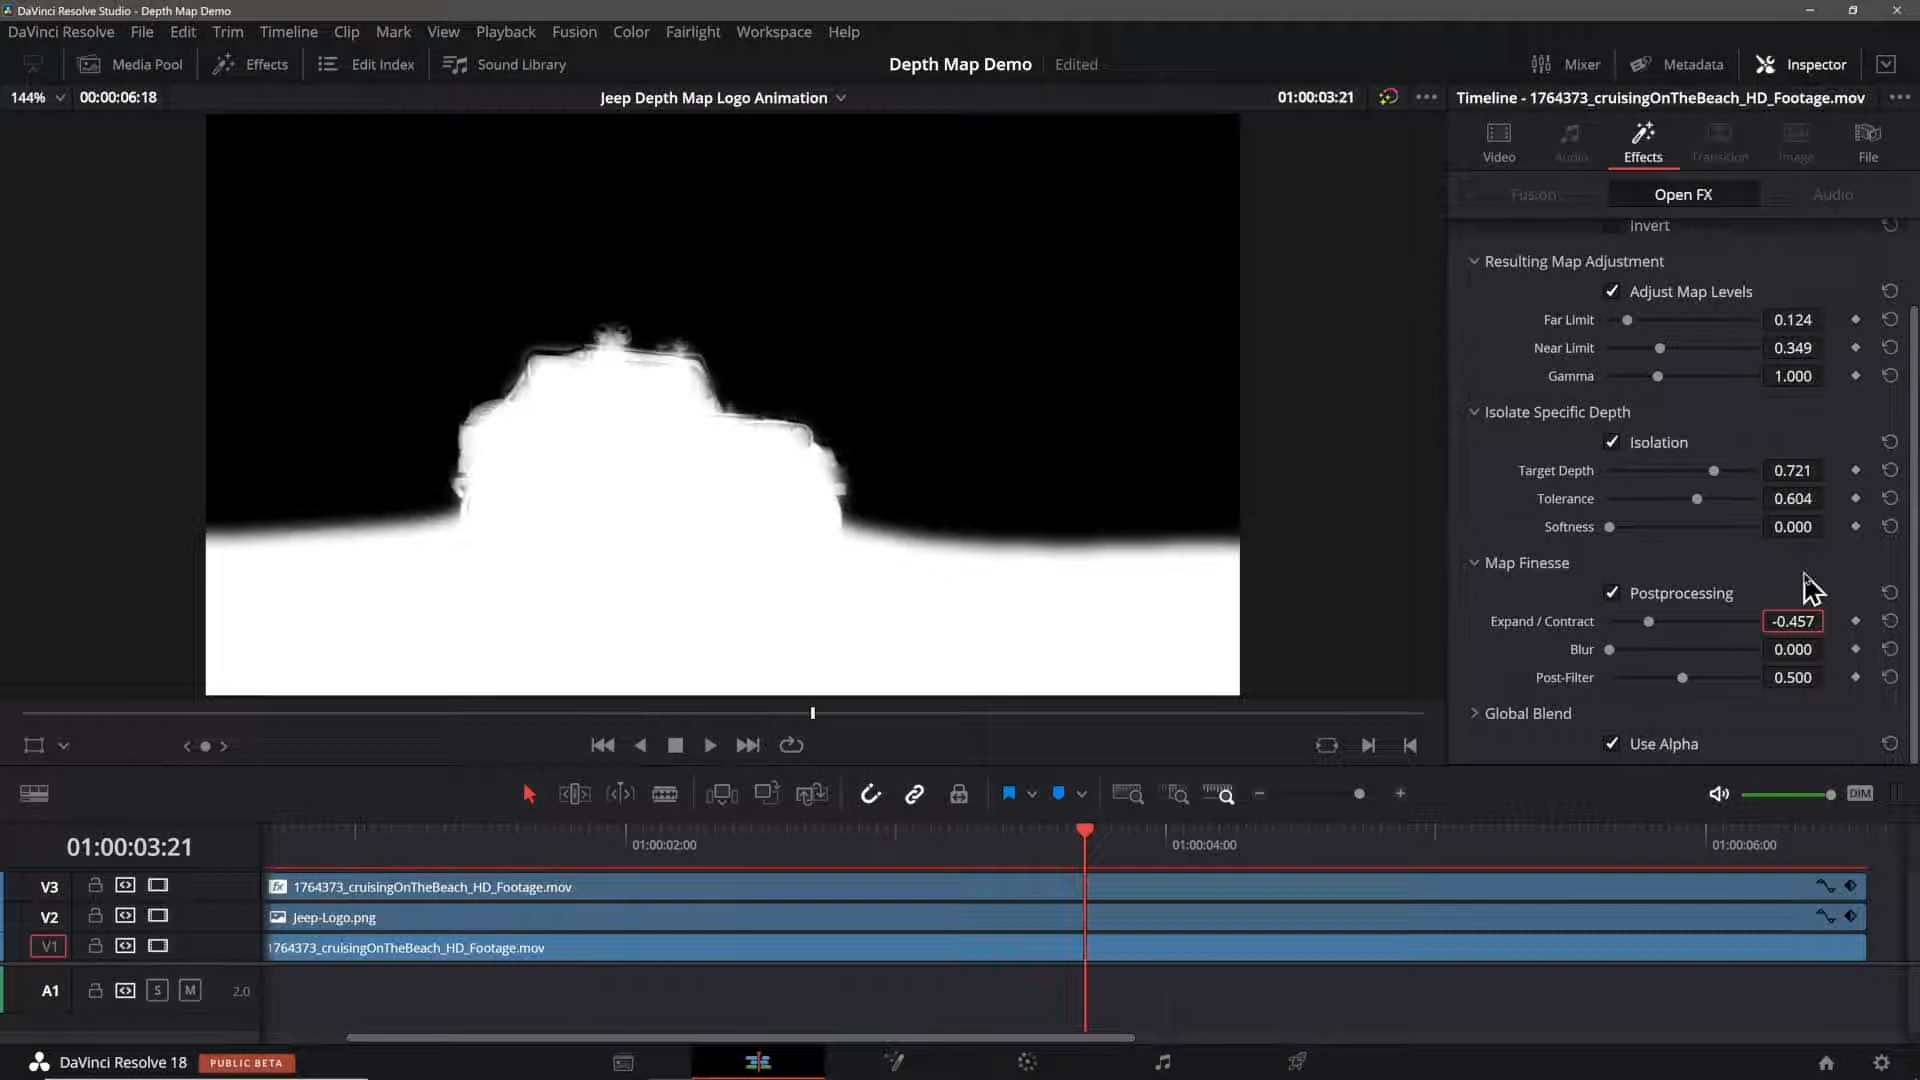 DaVinci Resolve Studio - Depth Map Demo
DaVinci Resolve File Edit Trim Timeline Clip Mark View Playback Fusion Color Fairlight Workspace Help
Media Pool Effects Edit Index Sound Library Depth Map Demo Edited Mixer Metadata Inspector
144% 00:00:06:18 Jeep Depth Map Logo Animation 01:00:03:21 Timeline - 1764373_cruisingOnTheBeach_HD_Footage.mov
Video Audio Effects Transition Image File
Fusion Open FX Audio
Invert
Resulting Map Adjustment
Adjust Map Levels
Far Limit 0.124
Near Limit 0.349
Gamma 1.000
Isolate Specific Depth
Isolation
Target Depth 0.721
Tolerance 0.604
Softness 0.000
Map Finesse
Postprocessing
Expand / Contract -0.457
Blur 0.000
Post-Filter 0.500
Global Blend
Use Alpha
DIM
01:00:03:21 01:00:02:00 01:00:04:00 01:00:06:00
V3 fx 1764373_cruisingOnTheBeach_HD_Footage.mov
V2 Jeep-Logo.png
V1 1764373_cruisingOnTheBeach_HD_Footage.mov
A1 S M 2.0
DaVinci Resolve 18 PUBLIC BETA